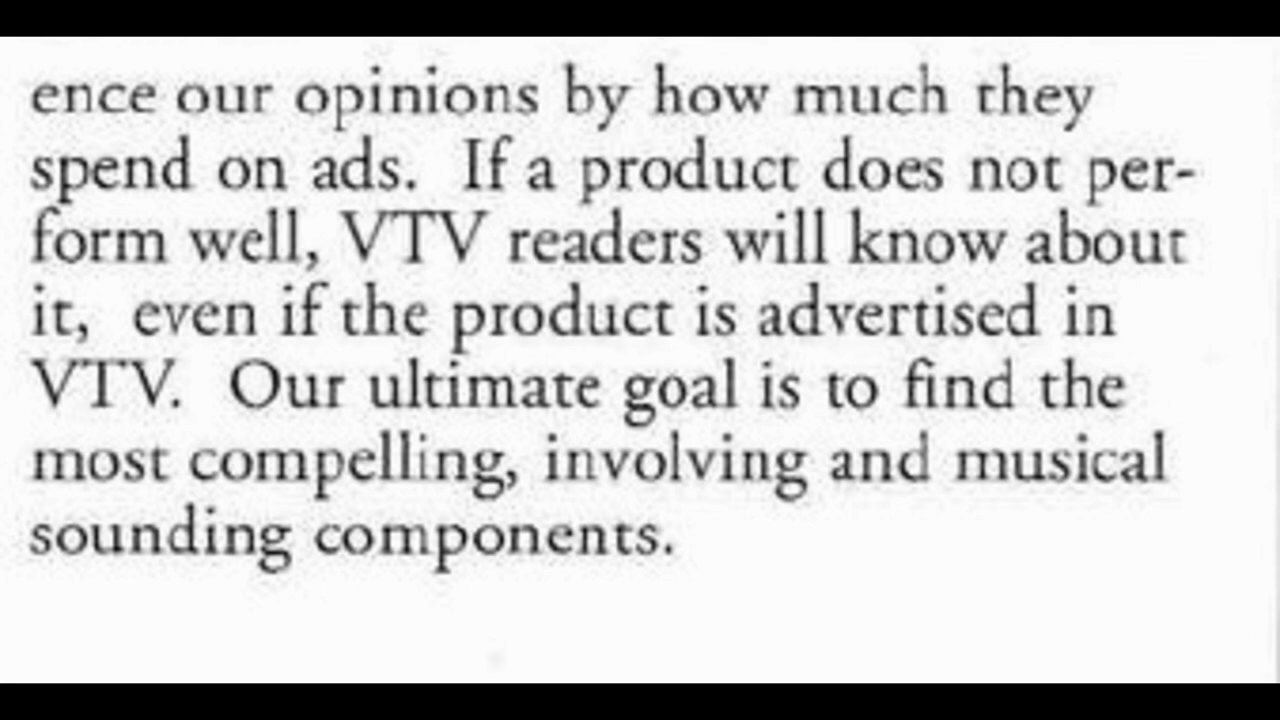 ence our opinions by how much they
spend on ads.  If a product does not per-
form well, VTV readers will know about
it,  even if the product is advertised in
VTV.  Our ultimate goal is to find the
most compelling, involving and musical
sounding components.